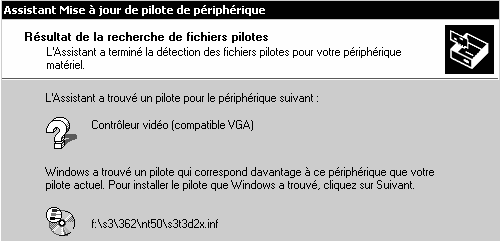 Assistant Mise à jour de pilote de périphérique
Résultat de la recherche de fichiers pilotes
L'Assistant a terminé la détection des fichiers pilotes pour votre périphérique
matériel.
L'Assistant a trouvé un pilote pour le périphérique suivant :
Contrôleur vidéo (compatible VGA)
Windows a trouvé un pilote qui correspond davantage à ce périphérique que votre
pilote actuel. Pour installer le pilote que Windows a trouvé, cliquez sur Suivant.
f:\s3\362\nt50\s3t3d2x.inf